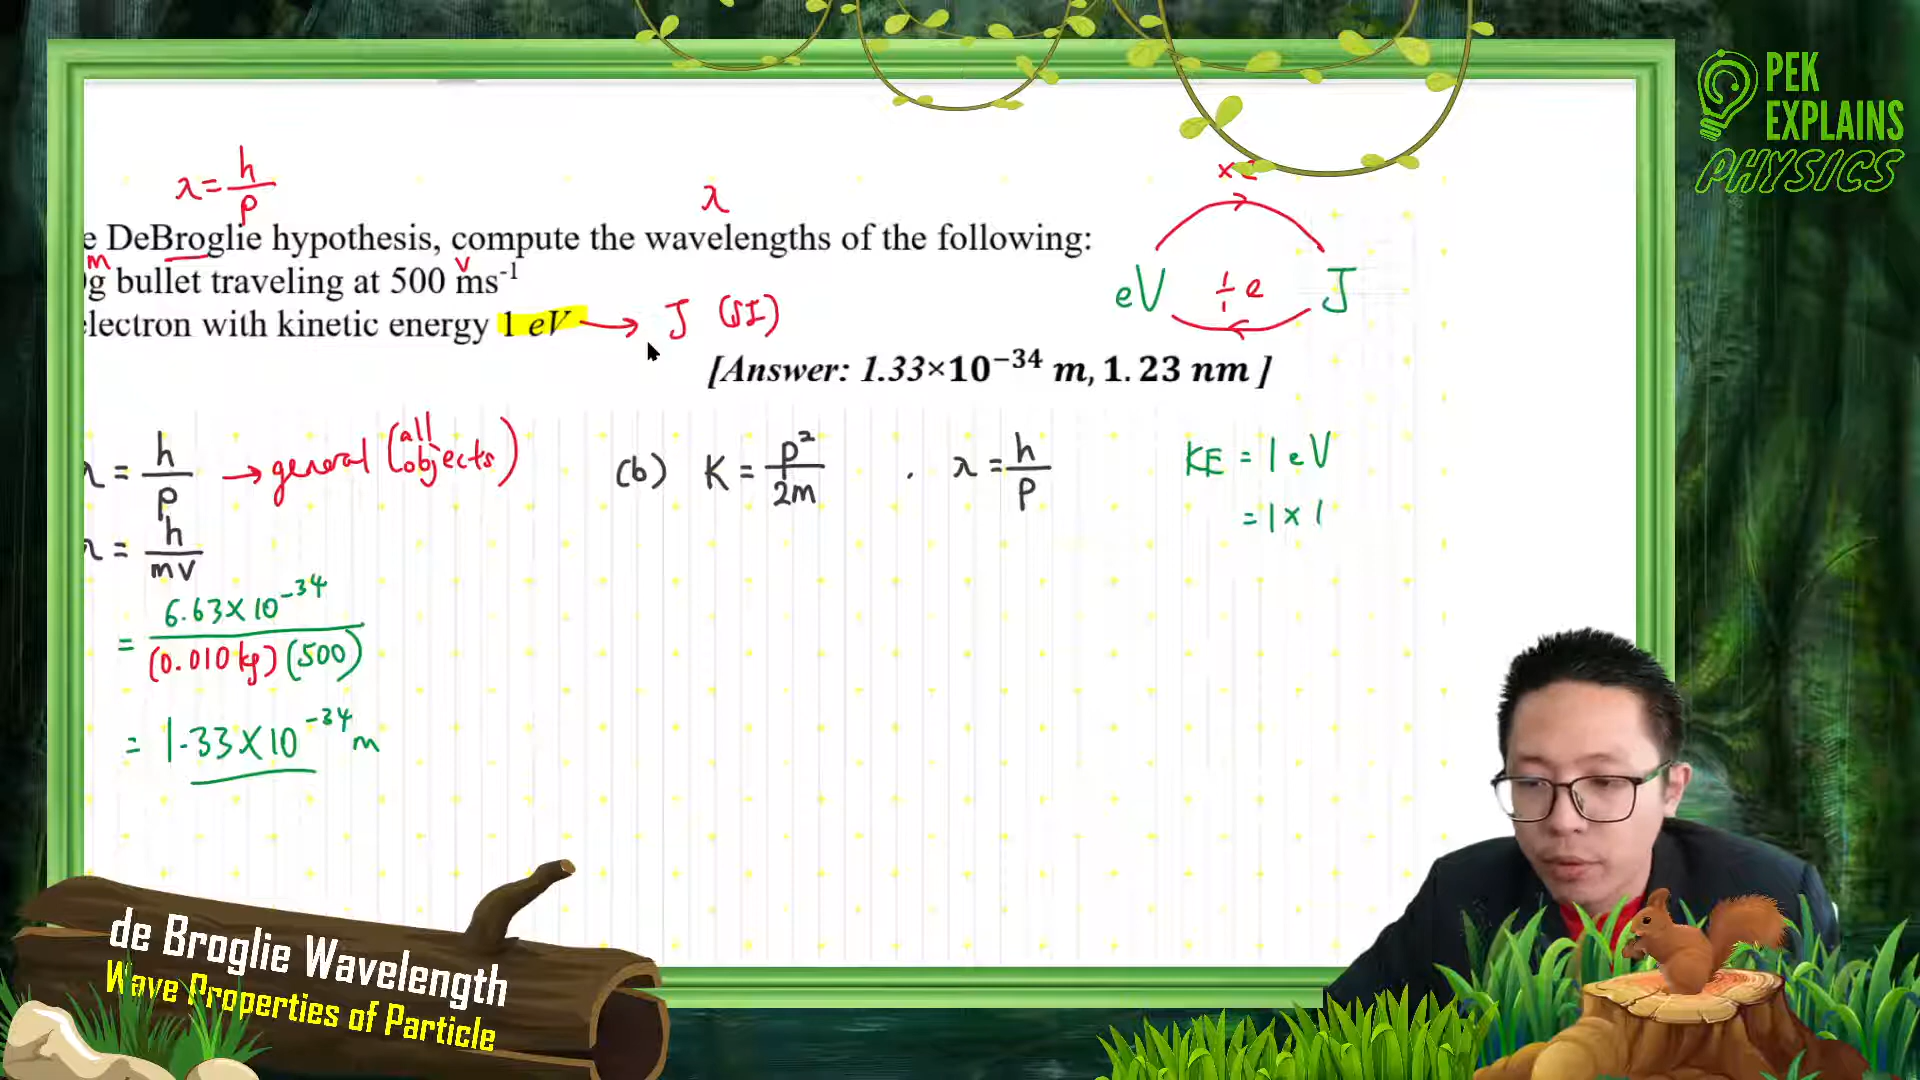 PEK
EXPLAINS
PHYSICS
λ = h/p
λ
e DeBroglie hypothesis, compute the wavelengths of the following:
m v
g bullet traveling at 500 ms⁻¹
electron with kinetic energy 1 eV → J (SI)
eV ÷e J
[Answer: 1.33×10⁻³⁴ m, 1.23 nm ]
λ = h/p → general (all objects)
λ = h/mv
= 6.63×10⁻³⁴ / (0.010 kg)(500)
= 1.33×10⁻³⁴ m
(b) K = p²/2m , λ = h/p
KE = 1 eV
= 1 × 1
de Broglie Wavelength
Wave Properties of Particle